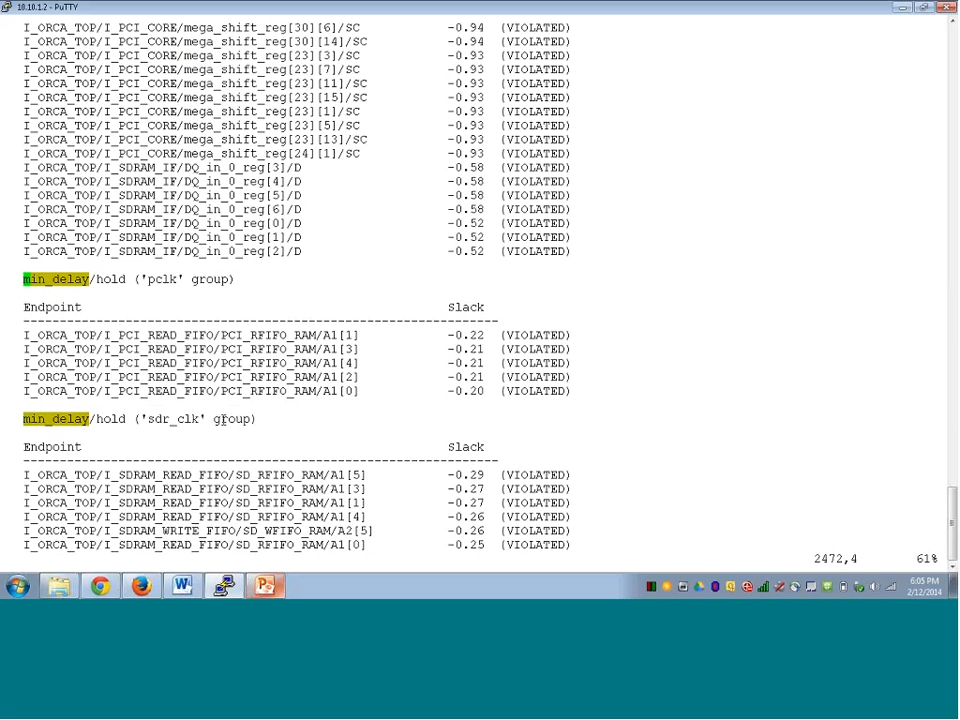 10.10.1.2 - PuTTY
I_ORCA_TOP/I_PCI_CORE/mega_shift_reg[30][6]/SC -0.94 (VIOLATED)
I_ORCA_TOP/I_PCI_CORE/mega_shift_reg[30][14]/SC -0.94 (VIOLATED)
I_ORCA_TOP/I_PCI_CORE/mega_shift_reg[23][3]/SC -0.93 (VIOLATED)
I_ORCA_TOP/I_PCI_CORE/mega_shift_reg[23][7]/SC -0.93 (VIOLATED)
I_ORCA_TOP/I_PCI_CORE/mega_shift_reg[23][11]/SC -0.93 (VIOLATED)
I_ORCA_TOP/I_PCI_CORE/mega_shift_reg[23][15]/SC -0.93 (VIOLATED)
I_ORCA_TOP/I_PCI_CORE/mega_shift_reg[23][1]/SC -0.93 (VIOLATED)
I_ORCA_TOP/I_PCI_CORE/mega_shift_reg[23][5]/SC -0.93 (VIOLATED)
I_ORCA_TOP/I_PCI_CORE/mega_shift_reg[23][13]/SC -0.93 (VIOLATED)
I_ORCA_TOP/I_PCI_CORE/mega_shift_reg[24][1]/SC -0.93 (VIOLATED)
I_ORCA_TOP/I_SDRAM_IF/DQ_in_0_reg[3]/D -0.58 (VIOLATED)
I_ORCA_TOP/I_SDRAM_IF/DQ_in_0_reg[4]/D -0.58 (VIOLATED)
I_ORCA_TOP/I_SDRAM_IF/DQ_in_0_reg[5]/D -0.58 (VIOLATED)
I_ORCA_TOP/I_SDRAM_IF/DQ_in_0_reg[6]/D -0.58 (VIOLATED)
I_ORCA_TOP/I_SDRAM_IF/DQ_in_0_reg[0]/D -0.52 (VIOLATED)
I_ORCA_TOP/I_SDRAM_IF/DQ_in_0_reg[1]/D -0.52 (VIOLATED)
I_ORCA_TOP/I_SDRAM_IF/DQ_in_0_reg[2]/D -0.52 (VIOLATED)
min_delay/hold ('pclk' group)
Endpoint Slack
-----------------------------------------------------------------
I_ORCA_TOP/I_PCI_READ_FIFO/PCI_RFIFO_RAM/A1[1] -0.22 (VIOLATED)
I_ORCA_TOP/I_PCI_READ_FIFO/PCI_RFIFO_RAM/A1[3] -0.21 (VIOLATED)
I_ORCA_TOP/I_PCI_READ_FIFO/PCI_RFIFO_RAM/A1[4] -0.21 (VIOLATED)
I_ORCA_TOP/I_PCI_READ_FIFO/PCI_RFIFO_RAM/A1[2] -0.21 (VIOLATED)
I_ORCA_TOP/I_PCI_READ_FIFO/PCI_RFIFO_RAM/A1[0] -0.20 (VIOLATED)
min_delay/hold ('sdr_clk' group)
Endpoint Slack
-----------------------------------------------------------------
I_ORCA_TOP/I_SDRAM_READ_FIFO/SD_RFIFO_RAM/A1[5] -0.29 (VIOLATED)
I_ORCA_TOP/I_SDRAM_READ_FIFO/SD_RFIFO_RAM/A1[3] -0.27 (VIOLATED)
I_ORCA_TOP/I_SDRAM_READ_FIFO/SD_RFIFO_RAM/A1[1] -0.27 (VIOLATED)
I_ORCA_TOP/I_SDRAM_READ_FIFO/SD_RFIFO_RAM/A1[4] -0.26 (VIOLATED)
I_ORCA_TOP/I_SDRAM_WRITE_FIFO/SD_WFIFO_RAM/A2[5] -0.26 (VIOLATED)
I_ORCA_TOP/I_SDRAM_READ_FIFO/SD_RFIFO_RAM/A1[0] -0.25 (VIOLATED)
2472,4 61%
6:05 PM
2/12/2014